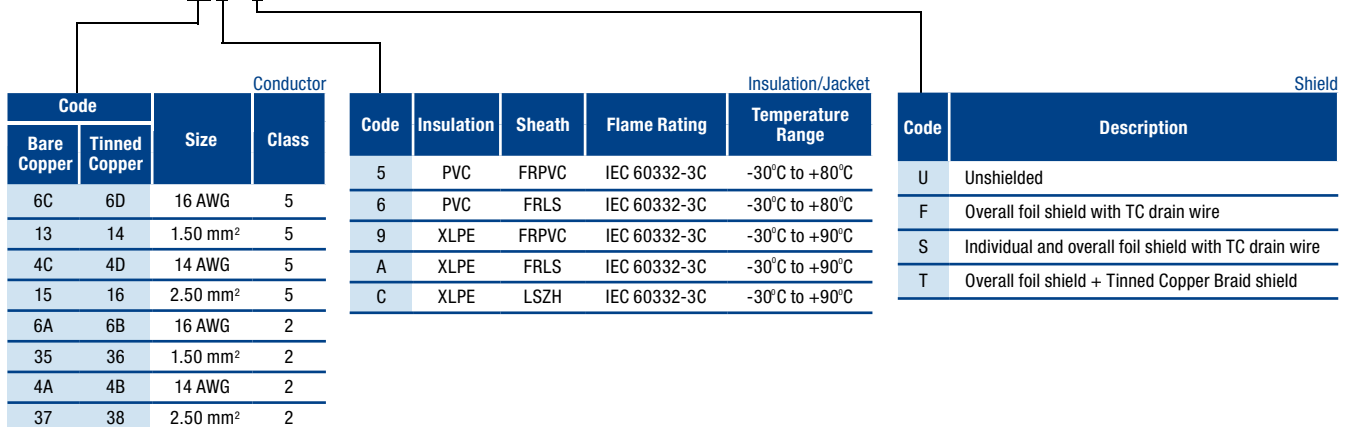 Conductor
Code Size Class
Bare Copper Tinned Copper
6C 6D 16 AWG 5
13 14 1.50 mm² 5
4C 4D 14 AWG 5
15 16 2.50 mm² 5
6A 6B 16 AWG 2
35 36 1.50 mm² 2
4A 4B 14 AWG 2
37 38 2.50 mm² 2
Insulation/Jacket
Code Insulation Sheath Flame Rating Temperature Range
5 PVC FRPVC IEC 60332-3C -30°C to +80°C
6 PVC FRLS IEC 60332-3C -30°C to +80°C
9 XLPE FRPVC IEC 60332-3C -30°C to +90°C
A XLPE FRLS IEC 60332-3C -30°C to +90°C
C XLPE LSZH IEC 60332-3C -30°C to +90°C
Shield
Code Description
U Unshielded
F Overall foil shield with TC drain wire
S Individual and overall foil shield with TC drain wire
T Overall foil shield + Tinned Copper Braid shield